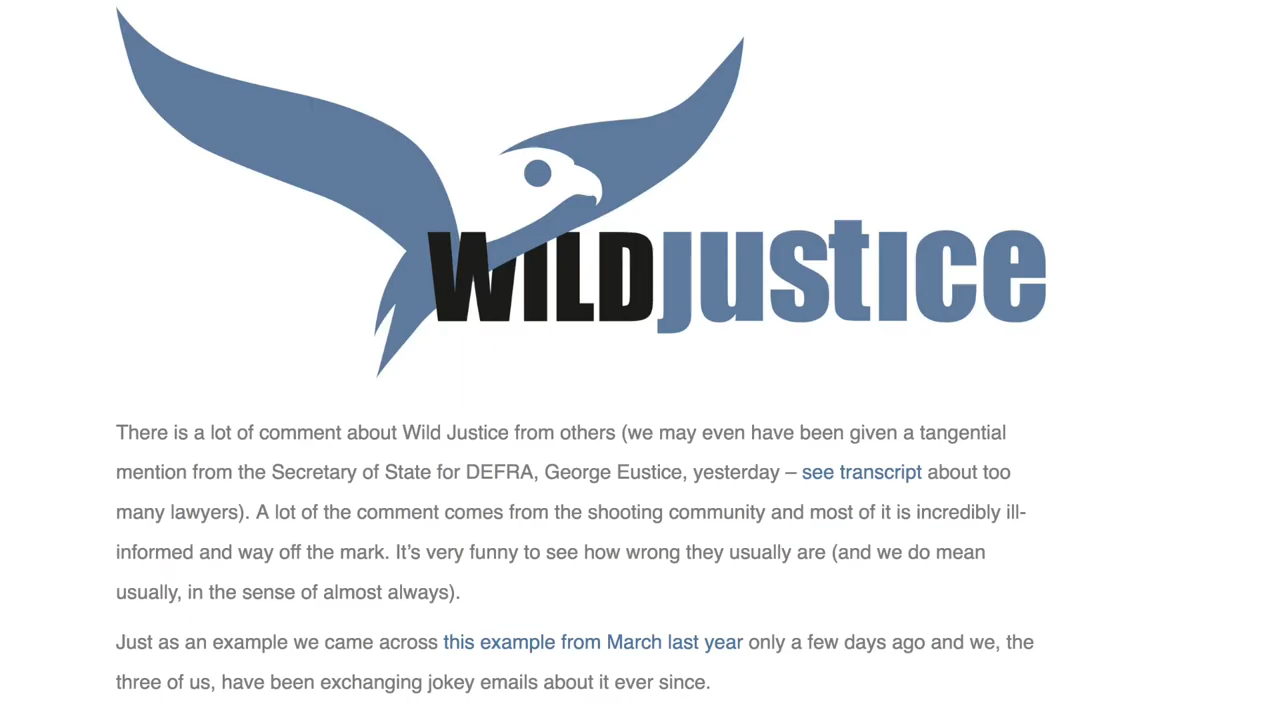 WILDJUSTICE
There is a lot of comment about Wild Justice from others (we may even have been given a tangential
mention from the Secretary of State for DEFRA, George Eustice, yesterday – see transcript about too
many lawyers). A lot of the comment comes from the shooting community and most of it is incredibly ill-
informed and way off the mark. It’s very funny to see how wrong they usually are (and we do mean
usually, in the sense of almost always).
Just as an example we came across this example from March last year only a few days ago and we, the
three of us, have been exchanging jokey emails about it ever since.